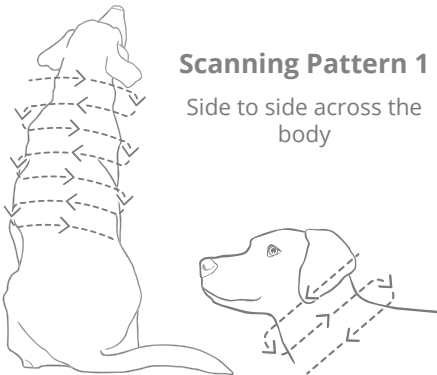 Scanning Pattern 1
Side to side across the
body